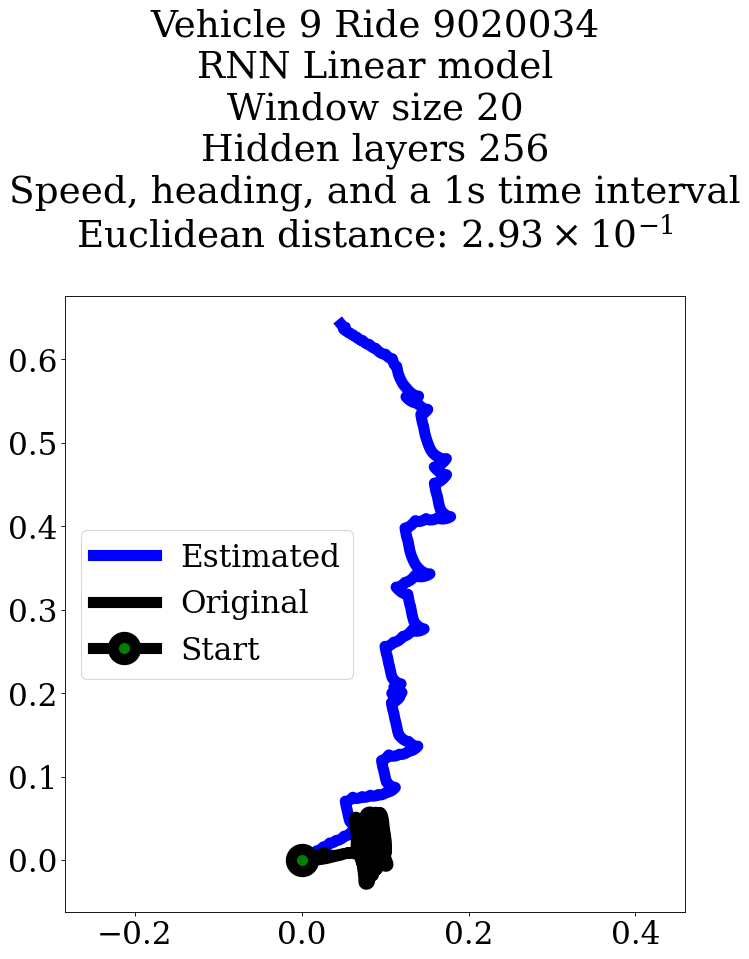 Vehicle 9 Ride 9020034
RNN Linear model
Window size 20
Hidden layers 256
Speed, heading, and a 1s time interval
Euclidean distance: 2.93 × 10⁻¹
0.6
0.5
0.4
0.3
0.2
0.1
0.0
Estimated
Original
Start
−0.2 0.0 0.2 0.4